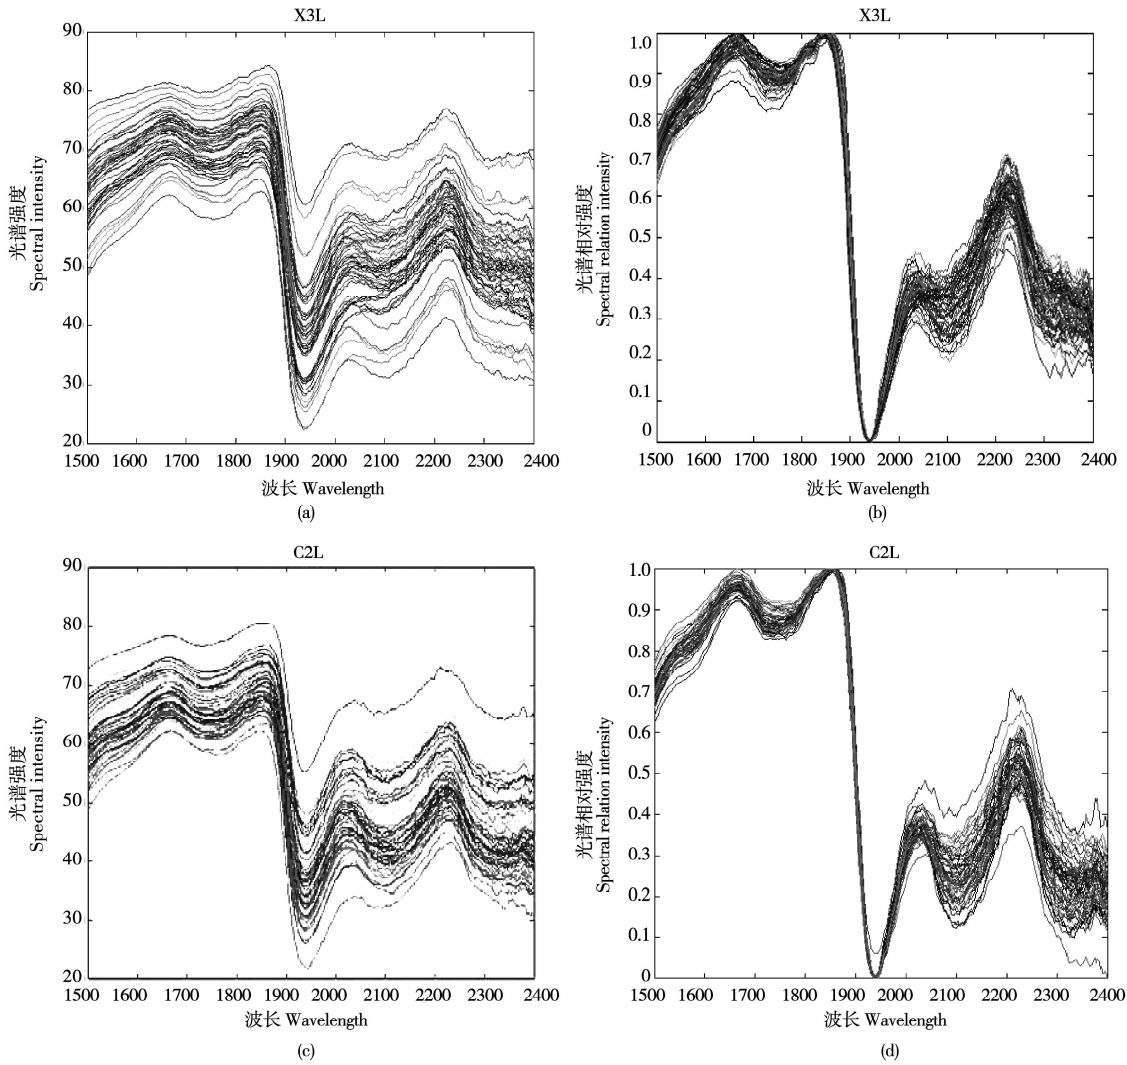 X3L
90
80
70
60
50
40
30
20
光谱强度
Spectral intensity
1500 1600 1700 1800 1900 2000 2100 2200 2300 2400
波长 Wavelength
(a)
X3L
1.0
0.9
0.8
0.7
0.6
0.5
0.4
0.3
0.2
0.1
0
光谱相对强度
Spectral relation intensity
1500 1600 1700 1800 1900 2000 2100 2200 2300 2400
波长 Wavelength
(b)
C2L
90
80
70
60
50
40
30
20
光谱强度
Spectral intensity
1500 1600 1700 1800 1900 2000 2100 2200 2300 2400
波长 Wavelength
(c)
C2L
1.0
0.9
0.8
0.7
0.6
0.5
0.4
0.3
0.2
0.1
0
光谱相对强度
Spectral relation intensity
1500 1600 1700 1800 1900 2000 2100 2200 2300 2400
波长 Wavelength
(d)